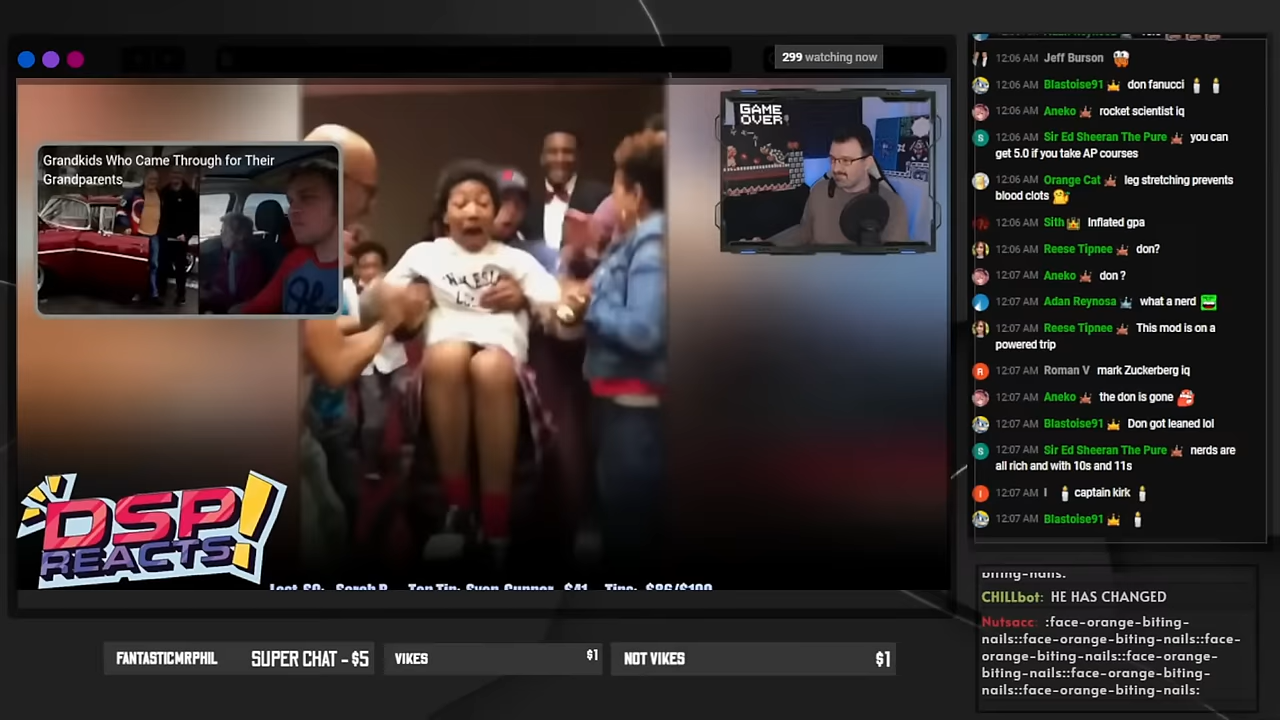 299 watching now
Grandkids Who Came Through for Their
Grandparents
GAME
OVER
DSP!
REACTS
Tips: $86/$199
FANTASTICMRPHIL SUPER CHAT - $5
VIKES $1
NOT VIKES $1
12:06 AM Jeff Burson
12:06 AM Blastoise91 don fanucci
12:06 AM Aneko rocket scientist iq
12:06 AM Sir Ed Sheeran The Pure you can
get 5.0 if you take AP courses
12:06 AM Orange Cat leg stretching prevents
blood clots
12:06 AM Sith Inflated gpa
12:06 AM Reese Tipnee don?
12:07 AM Aneko don ?
12:07 AM Adan Reynosa what a nerd
12:07 AM Reese Tipnee This mod is on a
powered trip
12:07 AM Roman V mark Zuckerberg iq
12:07 AM Aneko the don is gone
12:07 AM Blastoise91 Don got leaned lol
12:07 AM Sir Ed Sheeran The Pure nerds are
all rich and with 10s and 11s
12:07 AM I captain kirk
12:07 AM Blastoise91
biting-nails:
CHILLbot: HE HAS CHANGED
Nutsacc: :face-orange-biting-
nails::face-orange-biting-nails::face-
orange-biting-nails::face-orange-
biting-nails::face-orange-biting-
nails::face-orange-biting-nails: